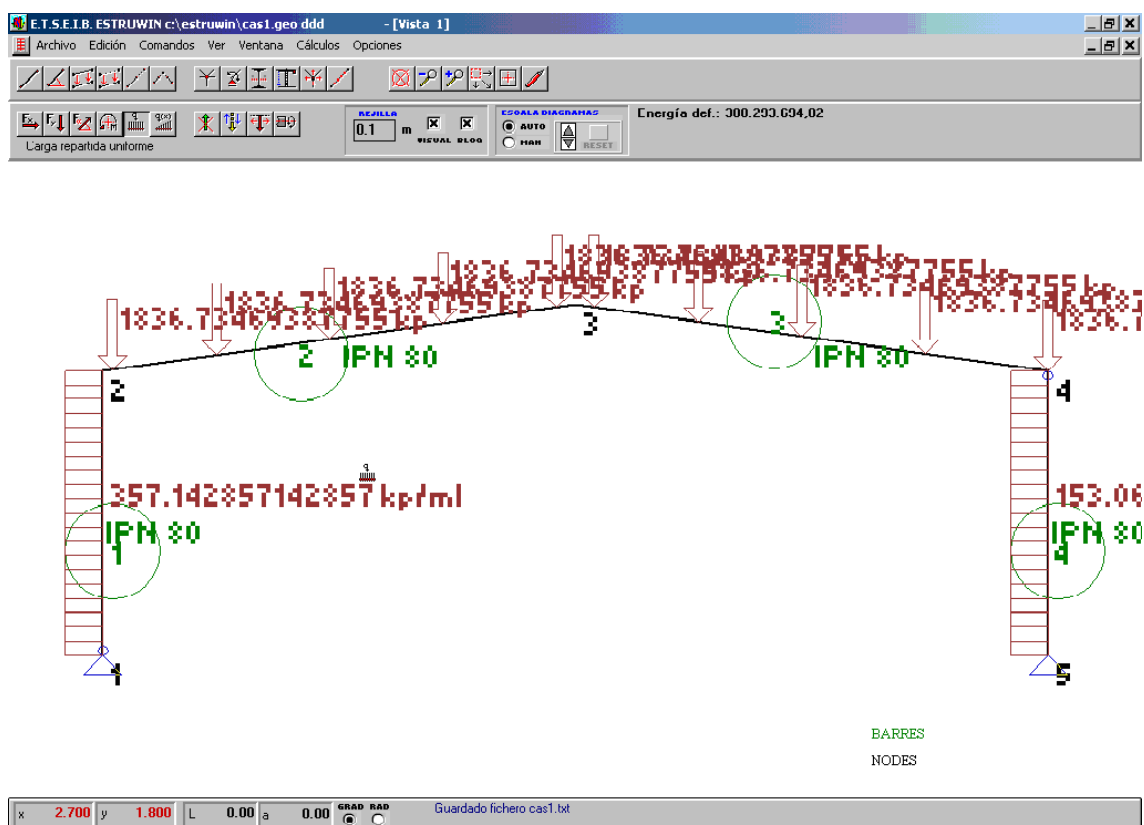 E.T.S.E.I.B. ESTRUWIN c:\estruwin\cas1.geo ddd - [Vista 1]
Archivo Edición Comandos Ver Ventana Cálculos Opciones
REJILLA
0.1 m
VISUAL BLOQ
ESCALA DIAGRAMAS
AUTO
MAN
RESET
Energía def.: 300.293.694,02
Carga repartida uniforme
1836.73469387755 kp
2 IPN 80
3
3
IPN 80
2
4
357.142857142857 kp/ml
IPN 80
1
153.06
IPN 80
4
1
5
BARRES
NODES
x 2.700 y 1.800 L 0.00 a 0.00 GRAD RAD Guardado fichero cas1.txt